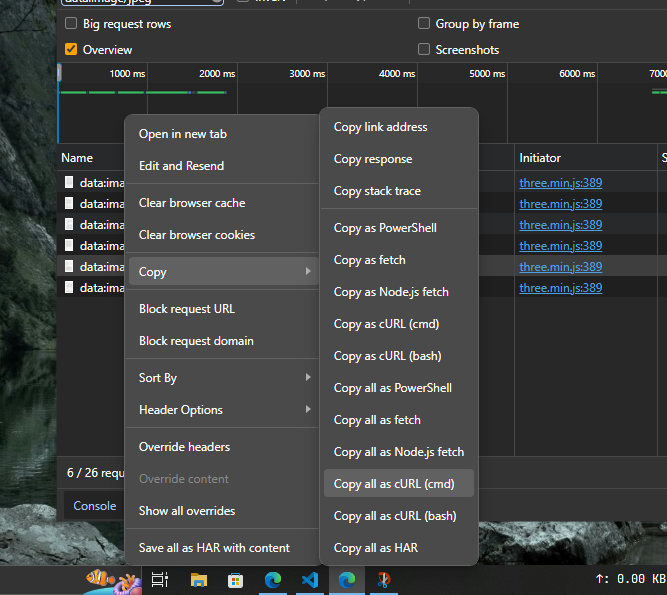 data:image/jpeg
Big request rows
Group by frame
Overview
Screenshots
1000 ms
2000 ms
3000 ms
4000 ms
5000 ms
6000 ms
7000
Name
Initiator
S
data:ima
three.min.js:389
data:ima
three.min.js:389
data:ima
three.min.js:389
data:ima
three.min.js:389
data:ima
three.min.js:389
data:ima
three.min.js:389
6 / 26 requ
Console
Open in new tab
Edit and Resend
Clear browser cache
Clear browser cookies
Copy
Block request URL
Block request domain
Sort By
Header Options
Override headers
Override content
Show all overrides
Save all as HAR with content
Copy link address
Copy response
Copy stack trace
Copy as PowerShell
Copy as fetch
Copy as Node.js fetch
Copy as cURL (cmd)
Copy as cURL (bash)
Copy all as PowerShell
Copy all as fetch
Copy all as Node.js fetch
Copy all as cURL (cmd)
Copy all as cURL (bash)
Copy all as HAR
↑: 0.00 KB